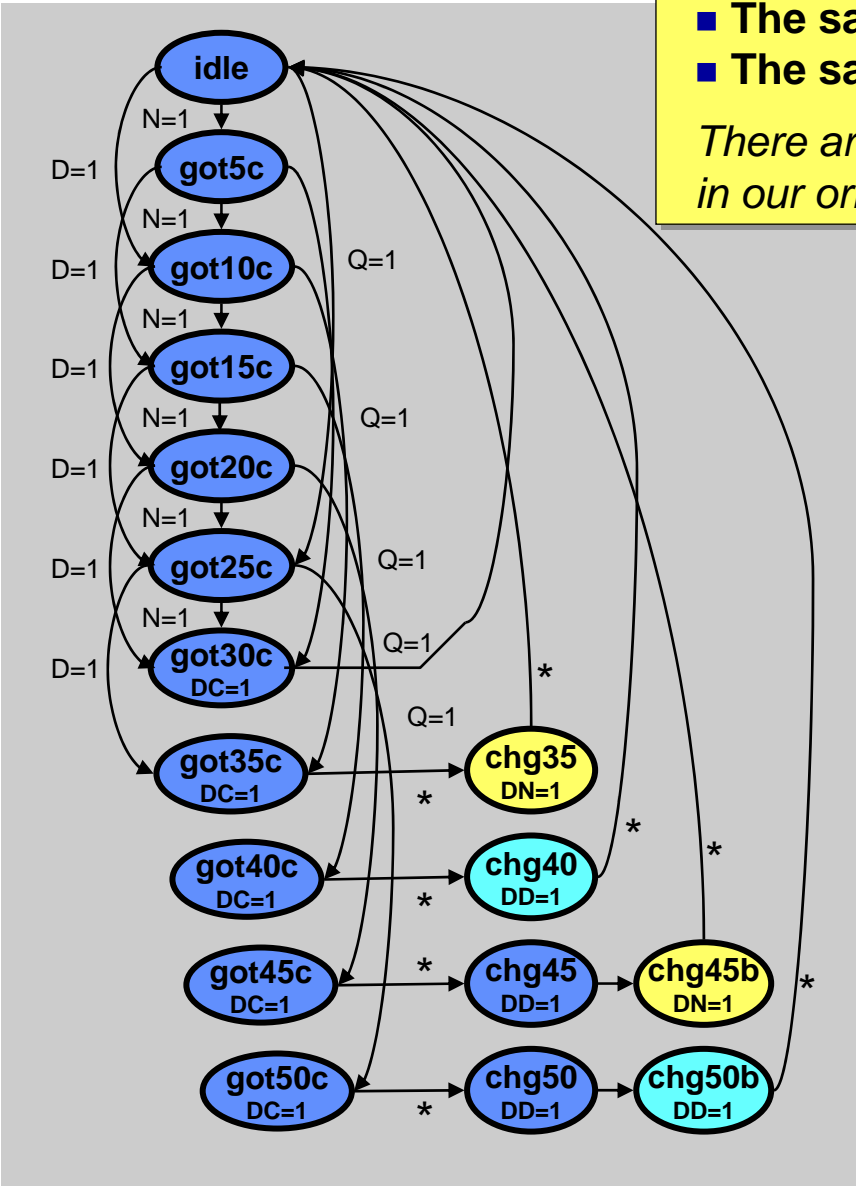 ■ The sa
■ The sa
There ar
in our or
idle
N=1
D=1
got5c
N=1
D=1
got10c
Q=1
N=1
D=1
got15c
N=1
Q=1
D=1
got20c
N=1
D=1
got25c
Q=1
N=1
Q=1
D=1
got30c
DC=1
*
Q=1
got35c
DC=1
*
chg35
DN=1
*
*
got40c
DC=1
*
chg40
DD=1
got45c
DC=1
*
chg45
DD=1
chg45b
DN=1
*
got50c
DC=1
*
chg50
DD=1
chg50b
DD=1